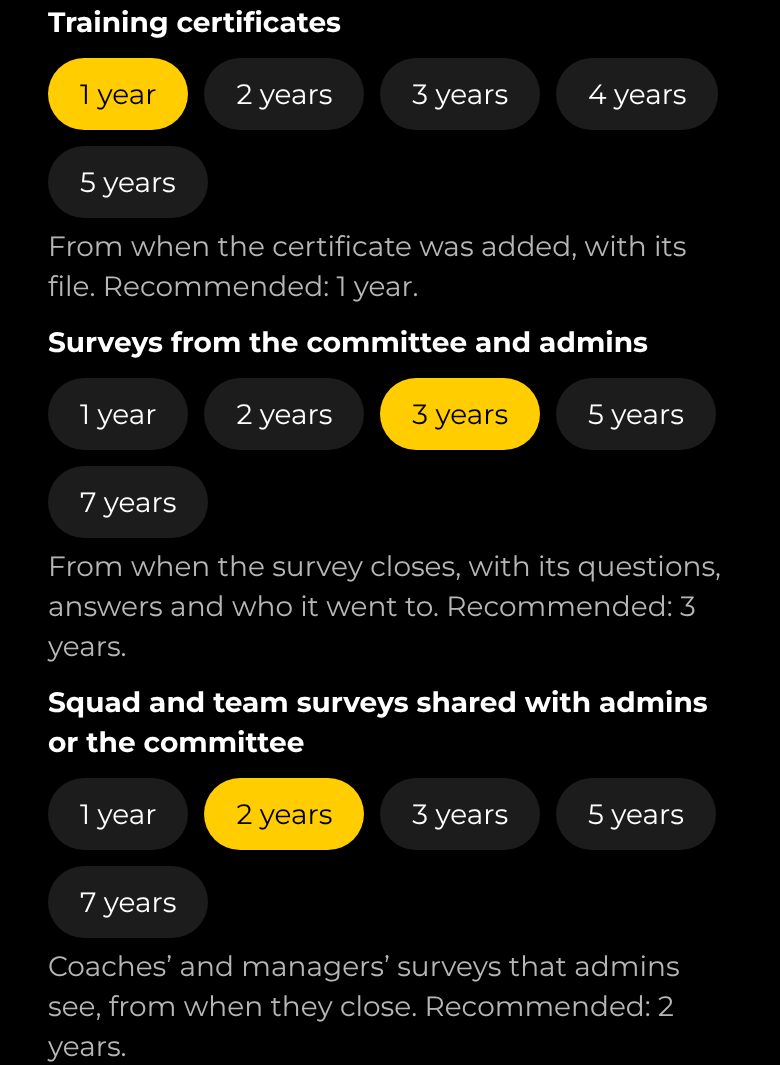 Training certificates
1 year
2 years
3 years
4 years
5 years
From when the certificate was added, with its
file. Recommended: 1 year.
Surveys from the committee and admins
1 year
2 years
3 years
5 years
7 years
From when the survey closes, with its questions,
answers and who it went to. Recommended: 3
years.
Squad and team surveys shared with admins
or the committee
1 year
2 years
3 years
5 years
7 years
Coaches’ and managers’ surveys that admins
see, from when they close. Recommended: 2
years.